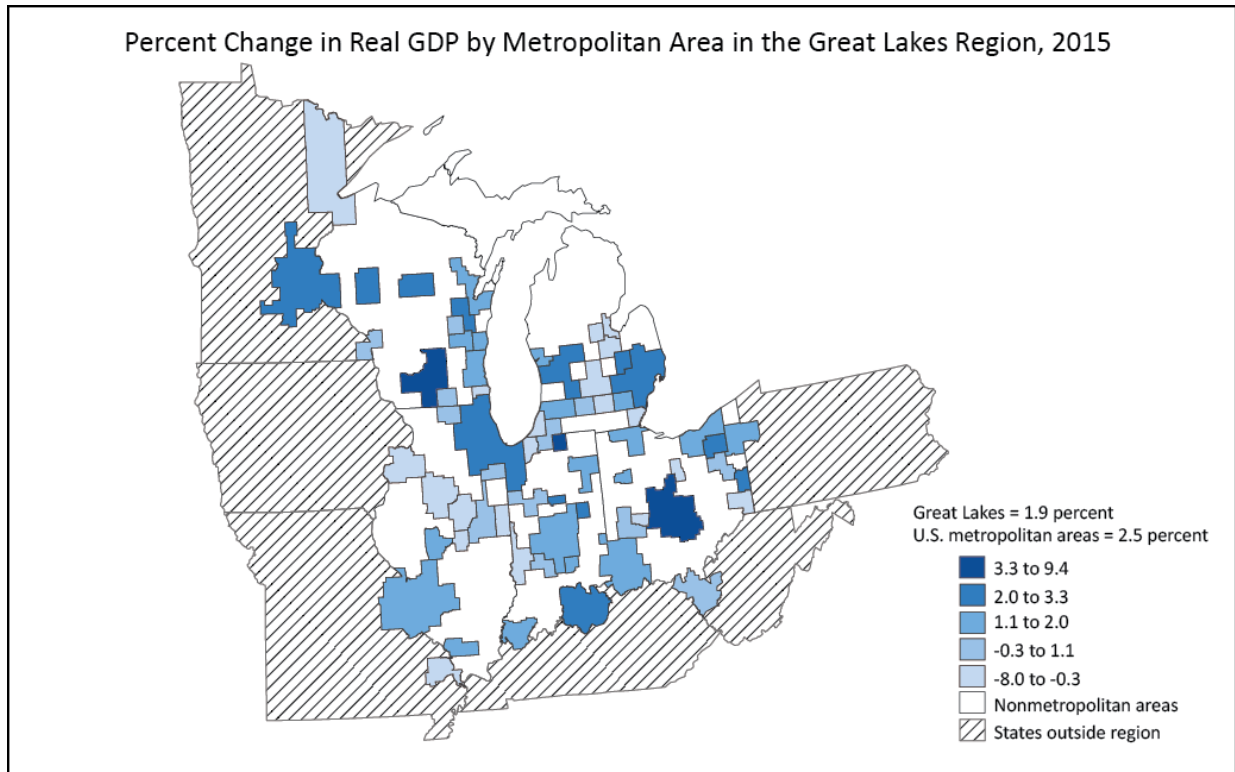 Percent Change in Real GDP by Metropolitan Area in the Great Lakes Region, 2015
Great Lakes = 1.9 percent
U.S. metropolitan areas = 2.5 percent
3.3 to 9.4
2.0 to 3.3
1.1 to 2.0
-0.3 to 1.1
-8.0 to -0.3
Nonmetropolitan areas
States outside region